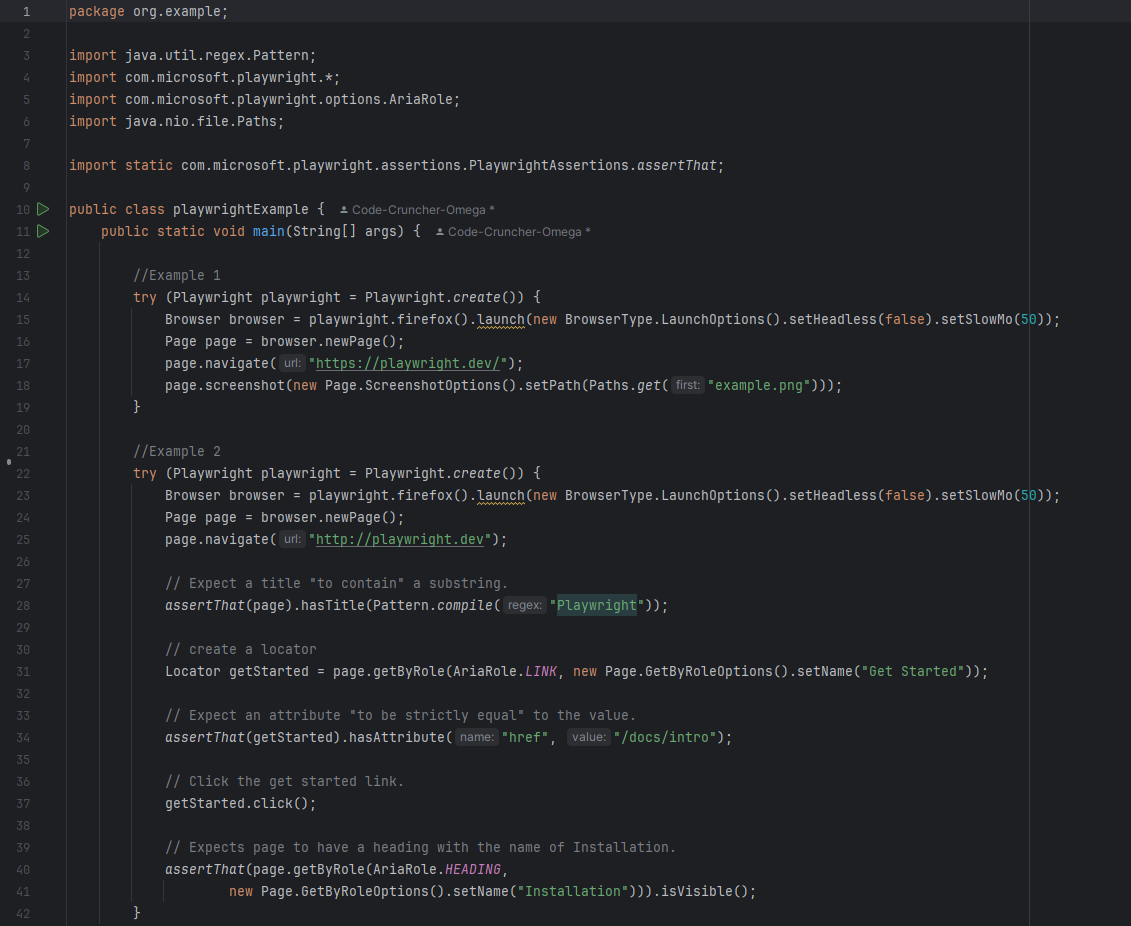 1 package org.example;
2
3 import java.util.regex.Pattern;
4 import com.microsoft.playwright.*;
5 import com.microsoft.playwright.options.AriaRole;
6 import java.nio.file.Paths;
7
8 import static com.microsoft.playwright.assertions.PlaywrightAssertions.assertThat;
9
10 public class playwrightExample { Code-Cruncher-Omega *
11 public static void main(String[] args) { Code-Cruncher-Omega *
12
13 //Example 1
14 try (Playwright playwright = Playwright.create()) {
15 Browser browser = playwright.firefox().launch(new BrowserType.LaunchOptions().setHeadless(false).setSlowMo(50));
16 Page page = browser.newPage();
17 page.navigate( url: "https://playwright.dev/");
18 page.screenshot(new Page.ScreenshotOptions().setPath(Paths.get( first: "example.png")));
19 }
20
21 //Example 2
22 try (Playwright playwright = Playwright.create()) {
23 Browser browser = playwright.firefox().launch(new BrowserType.LaunchOptions().setHeadless(false).setSlowMo(50));
24 Page page = browser.newPage();
25 page.navigate( url: "http://playwright.dev");
26
27 // Expect a title "to contain" a substring.
28 assertThat(page).hasTitle(Pattern.compile( regex: "Playwright"));
29
30 // create a locator
31 Locator getStarted = page.getByRole(AriaRole.LINK, new Page.GetByRoleOptions().setName("Get Started"));
32
33 // Expect an attribute "to be strictly equal" to the value.
34 assertThat(getStarted).hasAttribute( name: "href", value: "/docs/intro");
35
36 // Click the get started link.
37 getStarted.click();
38
39 // Expects page to have a heading with the name of Installation.
40 assertThat(page.getByRole(AriaRole.HEADING,
41 new Page.GetByRoleOptions().setName("Installation"))).isVisible();
42 }